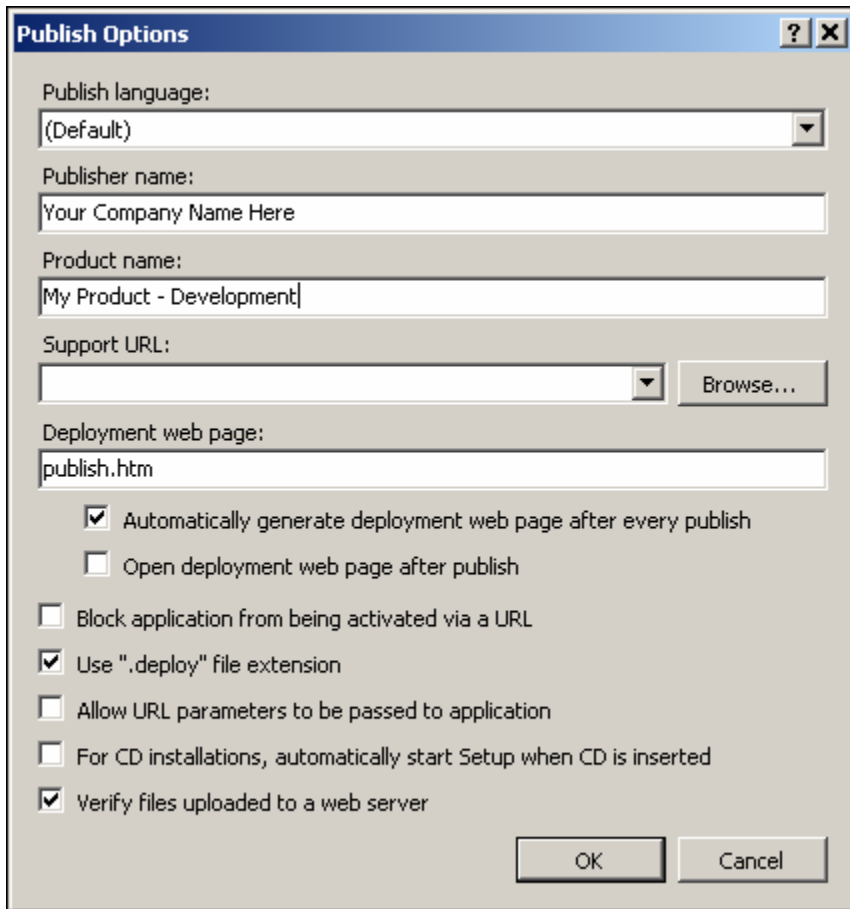 Publish Options
Publish language:
(Default)
Publisher name:
Your Company Name Here
Product name:
My Product - Development
Support URL:
Browse...
Deployment web page:
publish.htm
Automatically generate deployment web page after every publish
Open deployment web page after publish
Block application from being activated via a URL
Use ".deploy" file extension
Allow URL parameters to be passed to application
For CD installations, automatically start Setup when CD is inserted
Verify files uploaded to a web server
OK Cancel